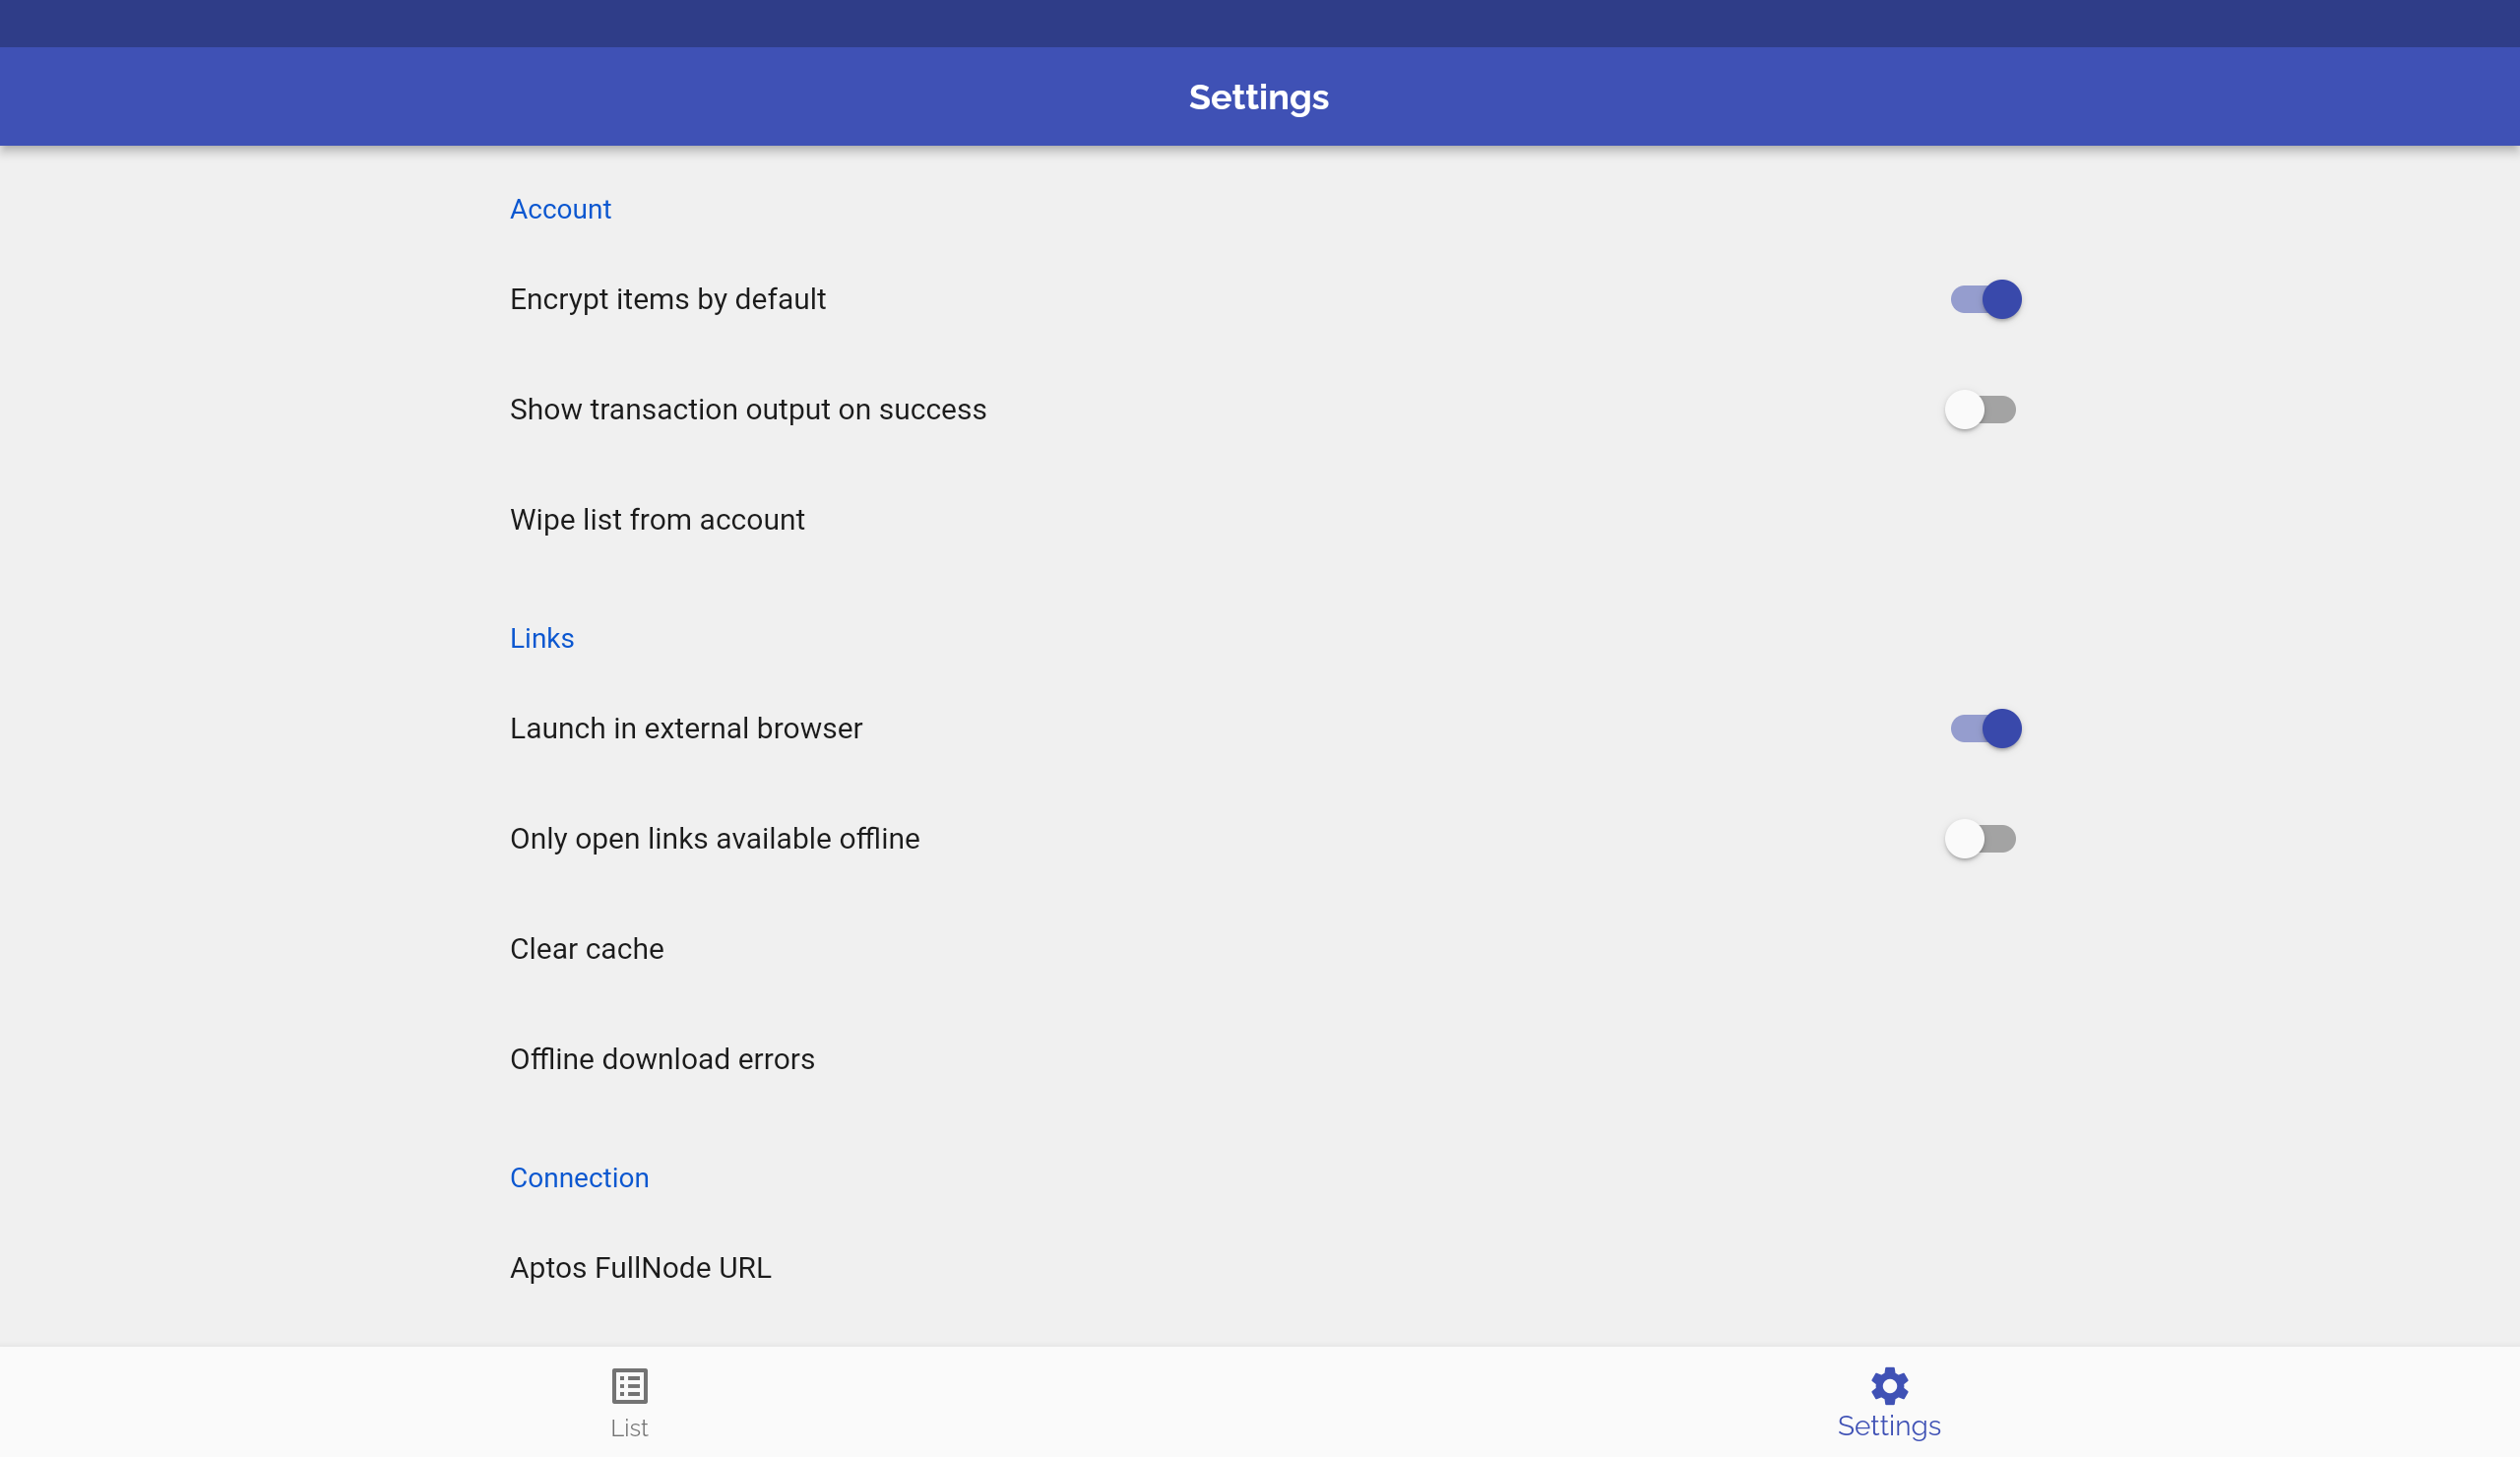 Settings
Account
Encrypt items by default
Show transaction output on success
Wipe list from account
Links
Launch in external browser
Only open links available offline
Clear cache
Offline download errors
Connection
Aptos FullNode URL
List
Settings